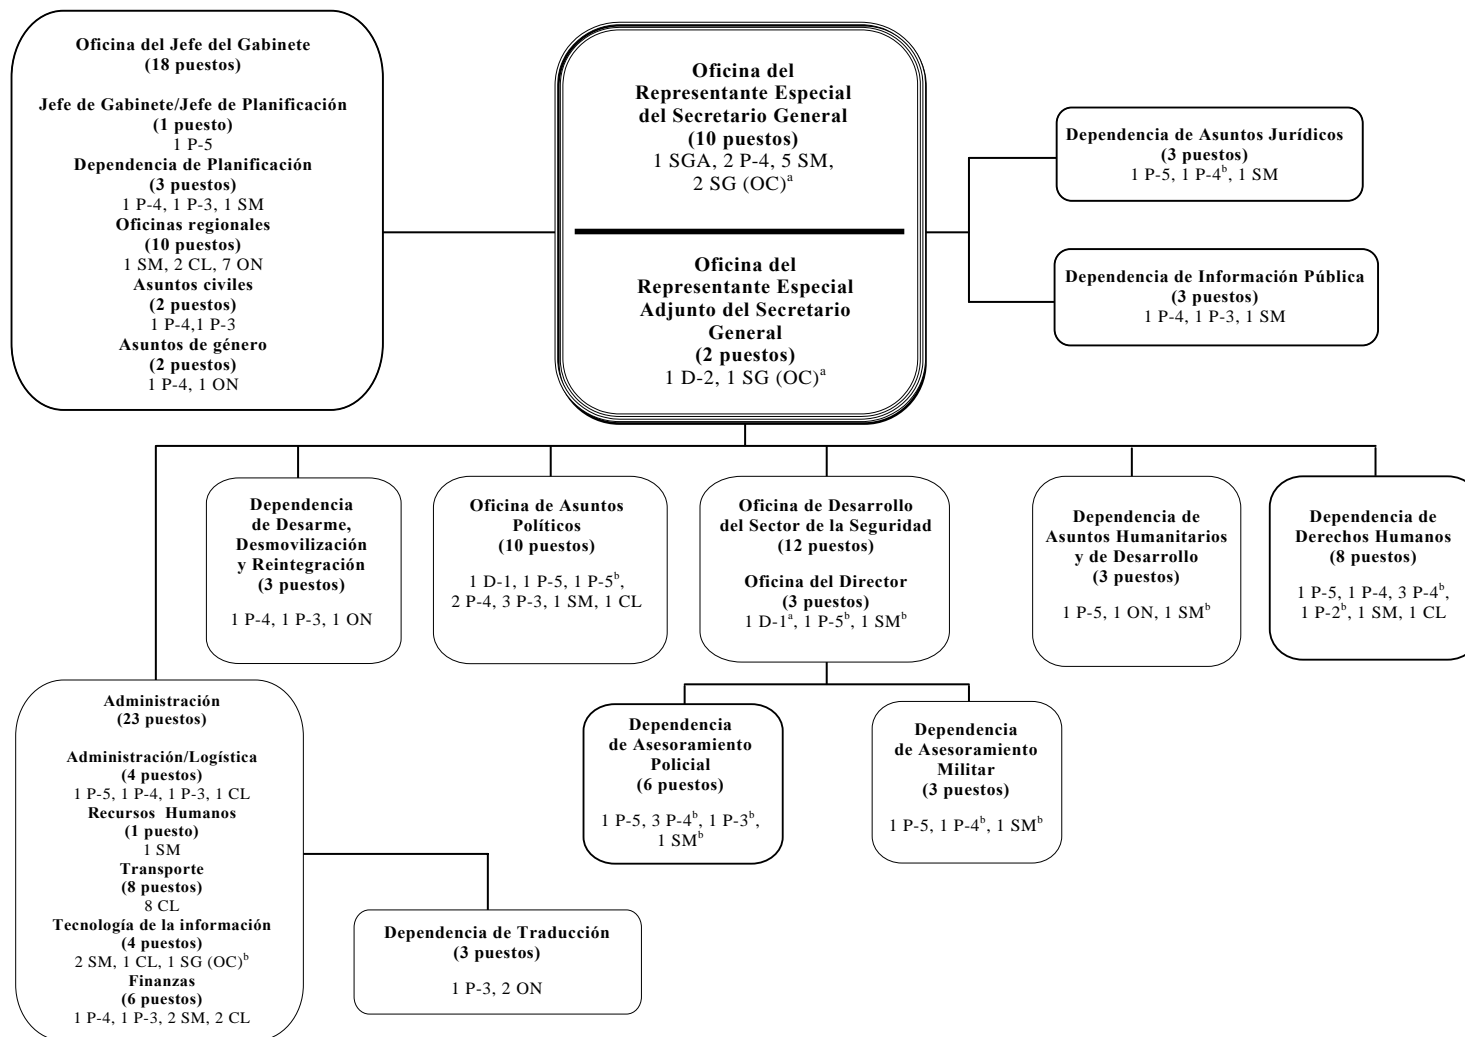 Oficina del Jefe del Gabinete
(18 puestos)
Jefe de Gabinete/Jefe de Planificación
(1 puesto)
1 P-5
Dependencia de Planificación
(3 puestos)
1 P-4, 1 P-3, 1 SM
Oficinas regionales
(10 puestos)
1 SM, 2 CL, 7 ON
Asuntos civiles
(2 puestos)
1 P-4,1 P-3
Asuntos de género
(2 puestos)
1 P-4, 1 ON
Oficina del
Representante Especial
del Secretario General
(10 puestos)
1 SGA, 2 P-4, 5 SM,
2 SG (OC)a
Oficina del
Representante Especial
Adjunto del Secretario
General
(2 puestos)
1 D-2, 1 SG (OC)a
Dependencia de Asuntos Jurídicos
(3 puestos)
1 P-5, 1 P-4b, 1 SM
Dependencia de Información Pública
(3 puestos)
1 P-4, 1 P-3, 1 SM
Dependencia
de Desarme,
Desmovilización
y Reintegración
(3 puestos)
1 P-4, 1 P-3, 1 ON
Oficina de Asuntos
Políticos
(10 puestos)
1 D-1, 1 P-5, 1 P-5b,
2 P-4, 3 P-3, 1 SM, 1 CL
Oficina de Desarrollo
del Sector de la Seguridad
(12 puestos)
Oficina del Director
(3 puestos)
1 D-1a, 1 P-5b, 1 SMb
Dependencia de
Asuntos Humanitarios
y de Desarrollo
(3 puestos)
1 P-5, 1 ON, 1 SMb
Dependencia de
Derechos Humanos
(8 puestos)
1 P-5, 1 P-4, 3 P-4b,
1 P-2b, 1 SM, 1 CL
Administración
(23 puestos)
Administración/Logística
(4 puestos)
1 P-5, 1 P-4, 1 P-3, 1 CL
Recursos Humanos
(1 puesto)
1 SM
Transporte
(8 puestos)
8 CL
Tecnología de la información
(4 puestos)
2 SM, 1 CL, 1 SG (OC)b
Finanzas
(6 puestos)
1 P-4, 1 P-3, 2 SM, 2 CL
Dependencia
de Asesoramiento
Policial
(6 puestos)
1 P-5, 3 P-4b, 1 P-3b,
1 SMb
Dependencia
de Asesoramiento
Militar
(3 puestos)
1 P-5, 1 P-4b, 1 SMb
Dependencia de Traducción
(3 puestos)
1 P-3, 2 ON